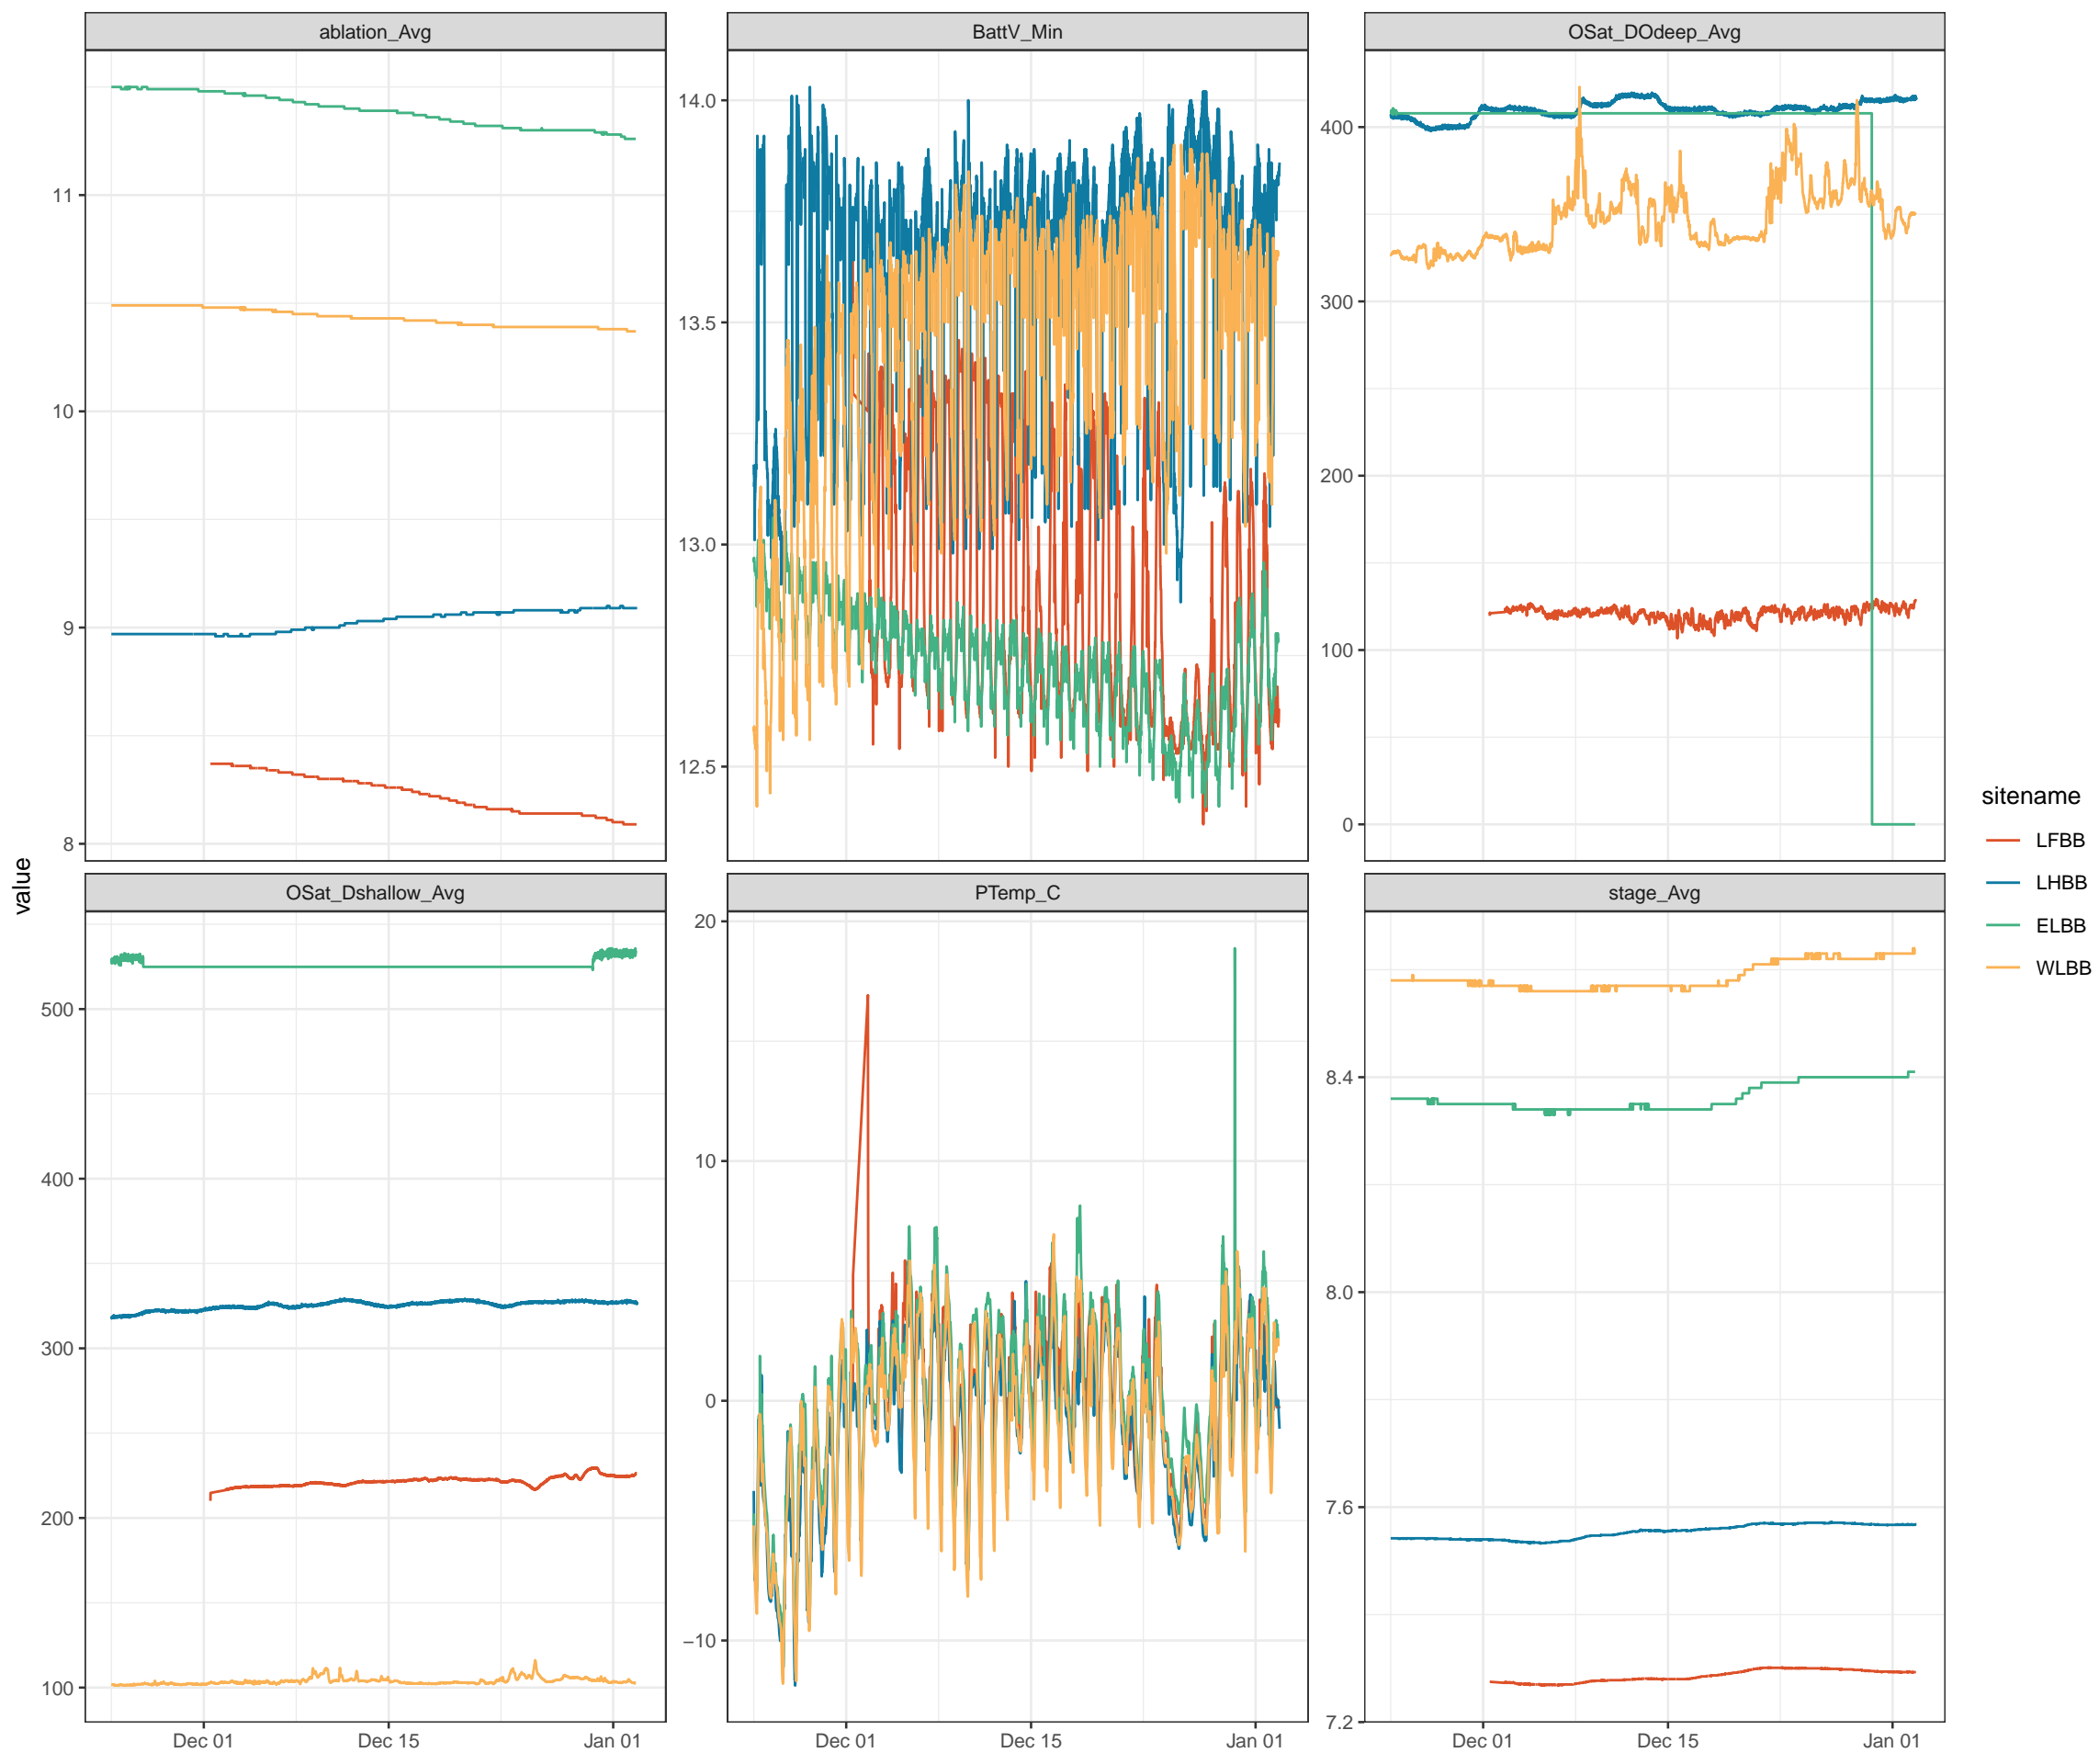 ablation_Avg
BattV_Min
OSat_DOdeep_Avg
11
10
9
8
14.0
13.5
13.0
12.5
400
300
200
100
0
value
OSat_Dshallow_Avg
PTemp_C
stage_Avg
500
400
300
200
100
20
10
0
−10
8.4
8.0
7.6
7.2
Dec 01 Dec 15 Jan 01
Dec 01 Dec 15 Jan 01
Dec 01 Dec 15 Jan 01
sitename
LFBB
LHBB
ELBB
WLBB